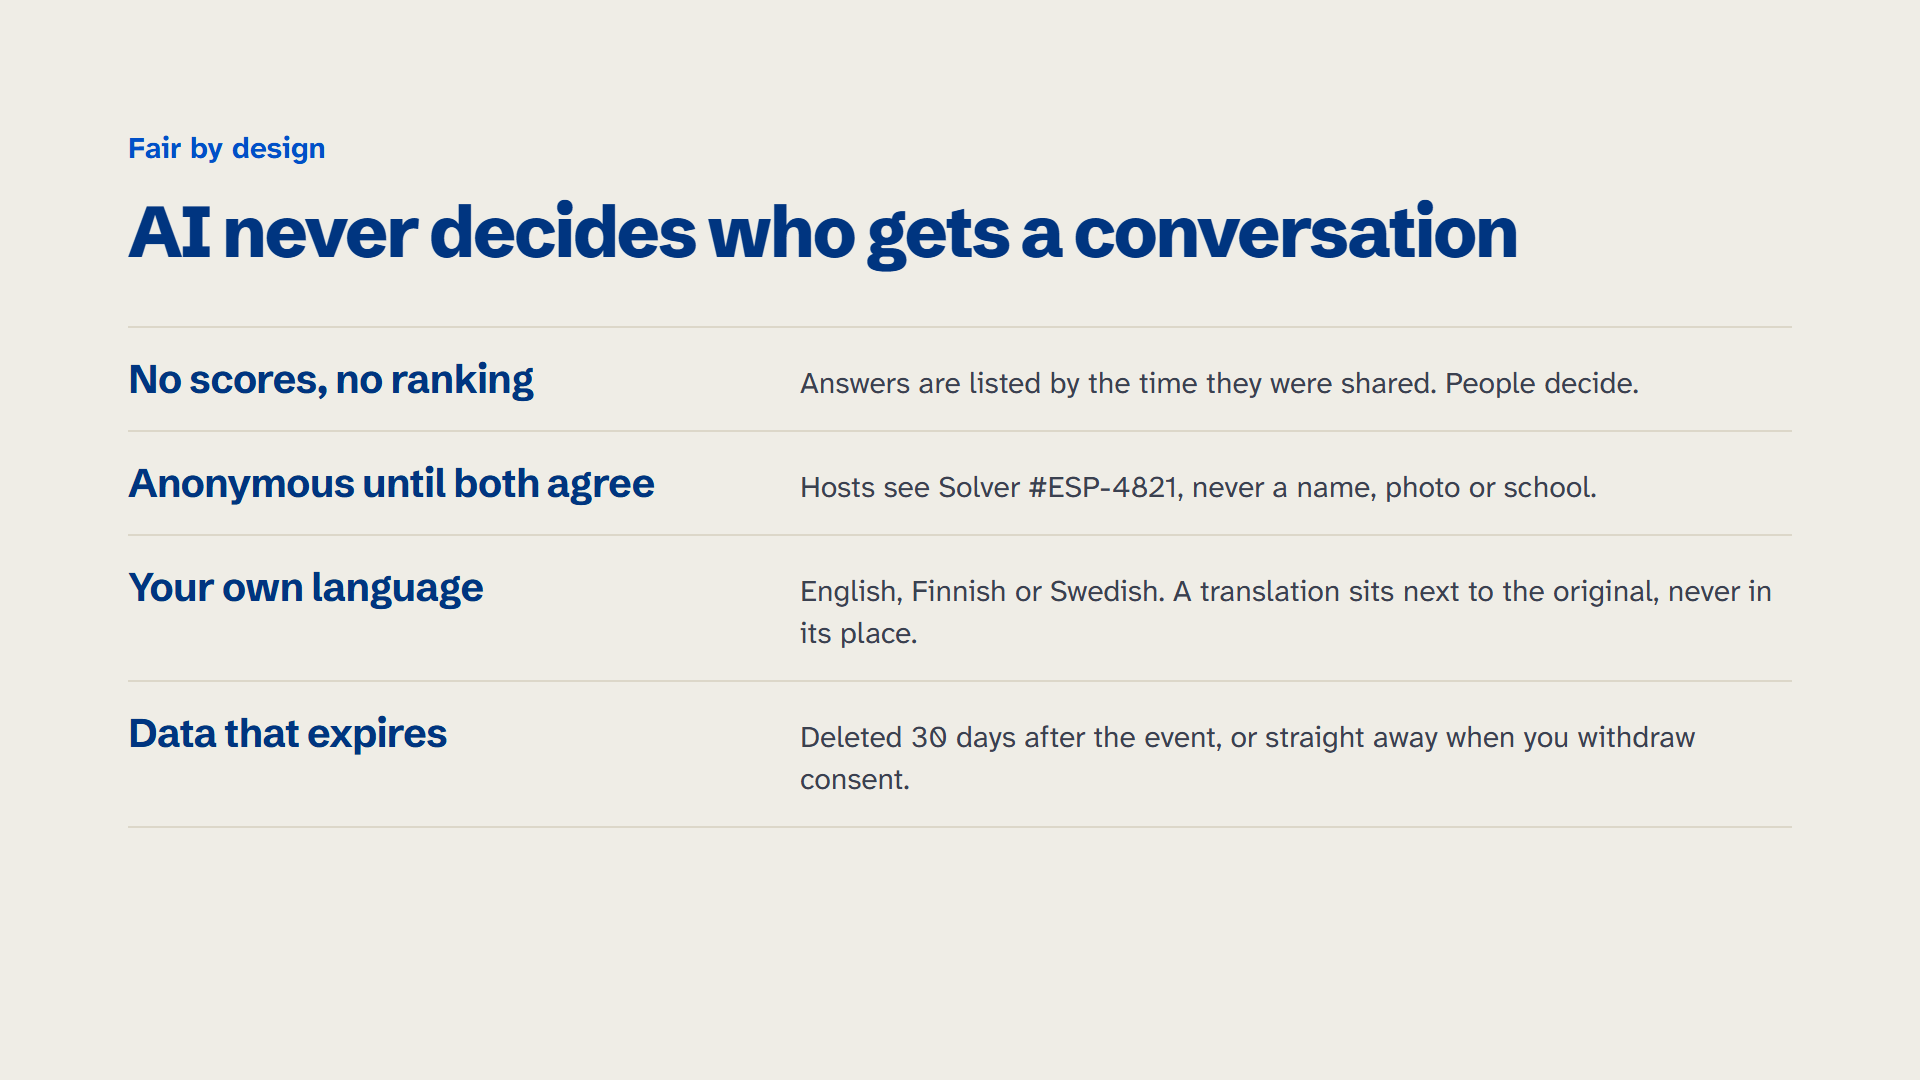 Fair by design
AI never decides who gets a conversation
No scores, no ranking
Answers are listed by the time they were shared. People decide.
Anonymous until both agree
Hosts see Solver #ESP-4821, never a name, photo or school.
Your own language
English, Finnish or Swedish. A translation sits next to the original, never in
its place.
Data that expires
Deleted 30 days after the event, or straight away when you withdraw
consent.